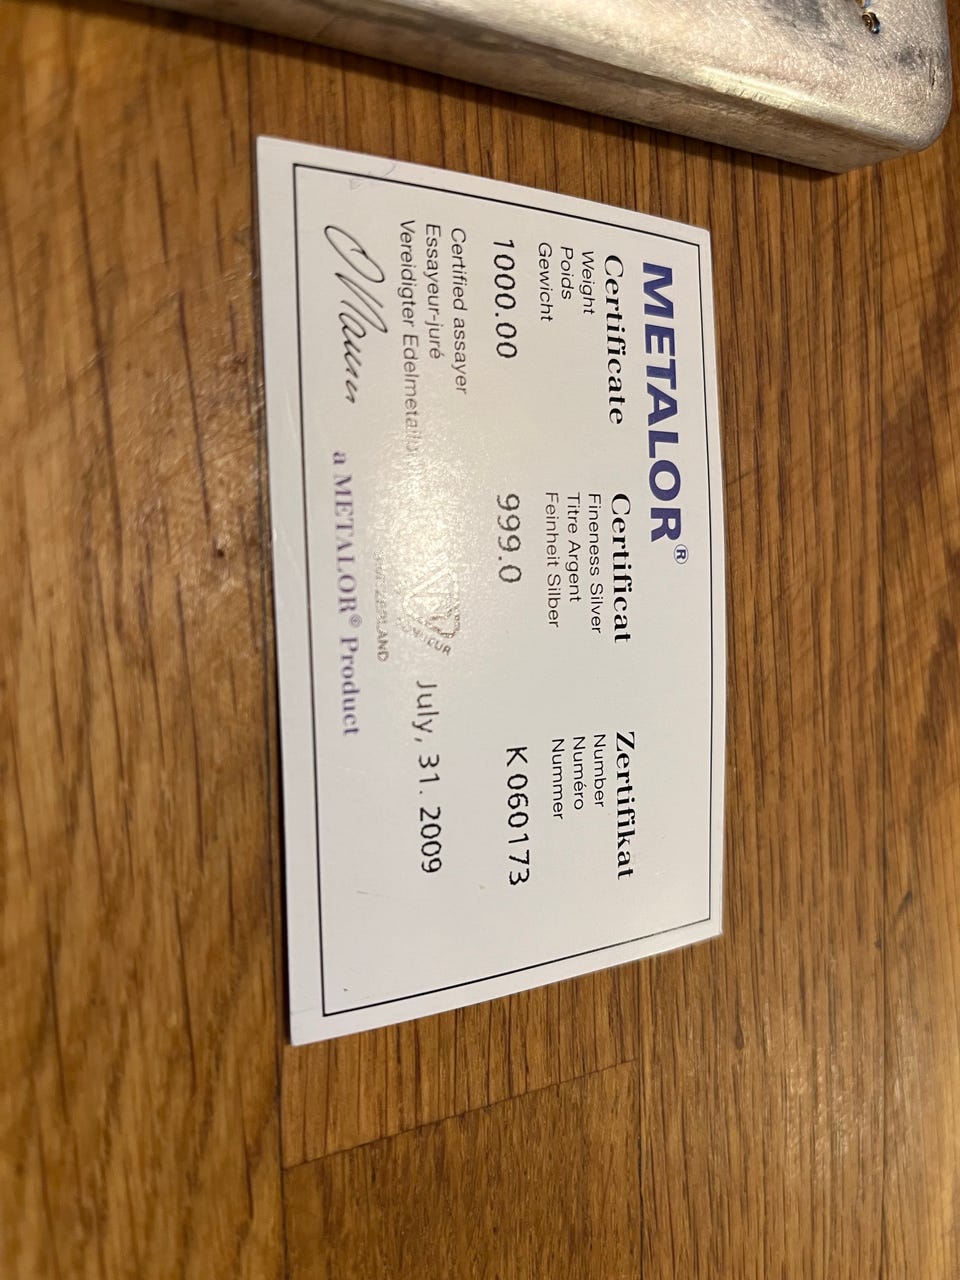 METALOR®
Certificate Certificat Zertifikat
Weight Fineness Silver Number
Poids Titre Argent Numéro
Gewicht Feinheit Silber Nummer
1000.00 999.0 K 060173
Certified assayer
Essayeur-juré
Vereidigter
July, 31. 2009
a METALOR® Product